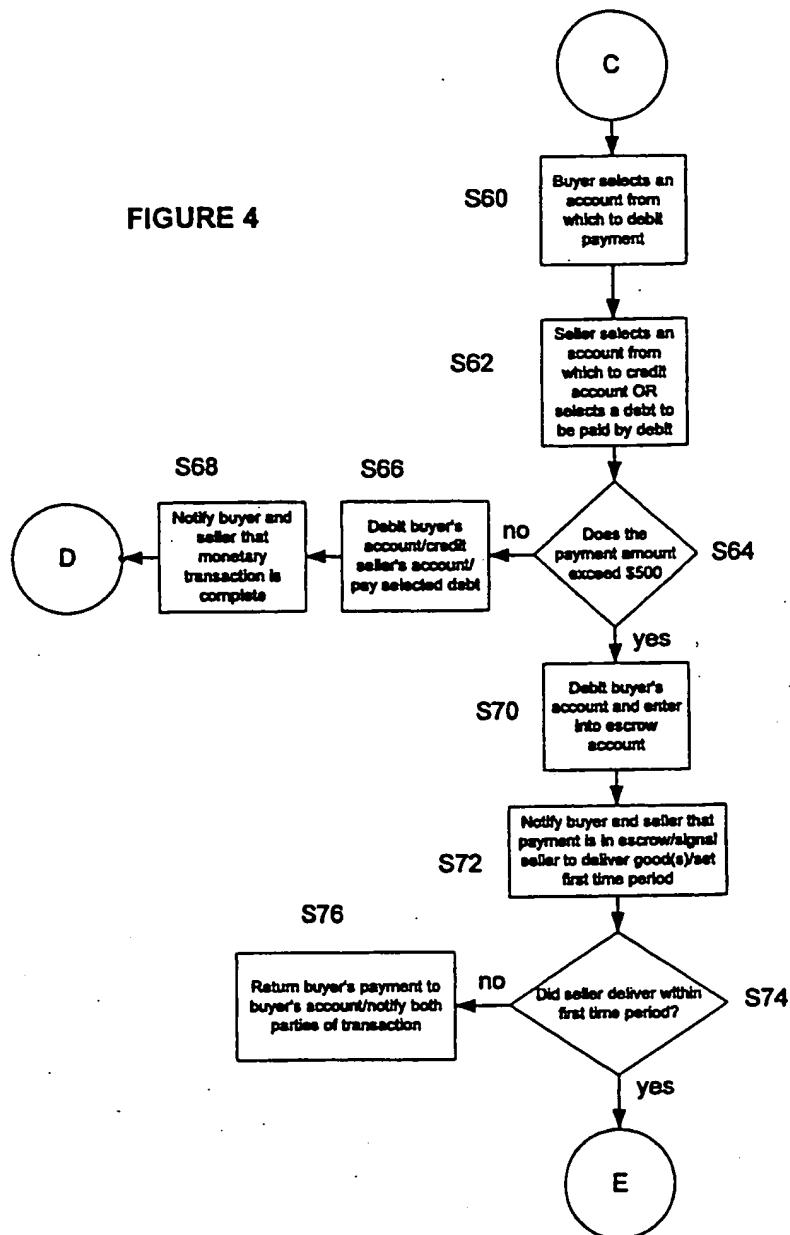 C
S60
Buyer selects an
account from
which to debit
payment
FIGURE 4
S62
Seller selects an
account from
which to credit
account OR
selects a debt to
be paid by debit
S64
Does the
payment amount
exceed $500
no
S66
Debit buyer's
account/credit
seller's account/
pay selected debt
S68
Notify buyer and
seller that
monetary
transaction is
complete
D
yes
S70
Debit buyer's
account and enter
into escrow
account
S72
Notify buyer and seller that
payment is in escrow/signal
seller to deliver good(s)/set
first time period
S74
Did seller deliver within
first time period?
no
S76
Return buyer's payment to
buyer's account/notify both
parties of transaction
yes
E